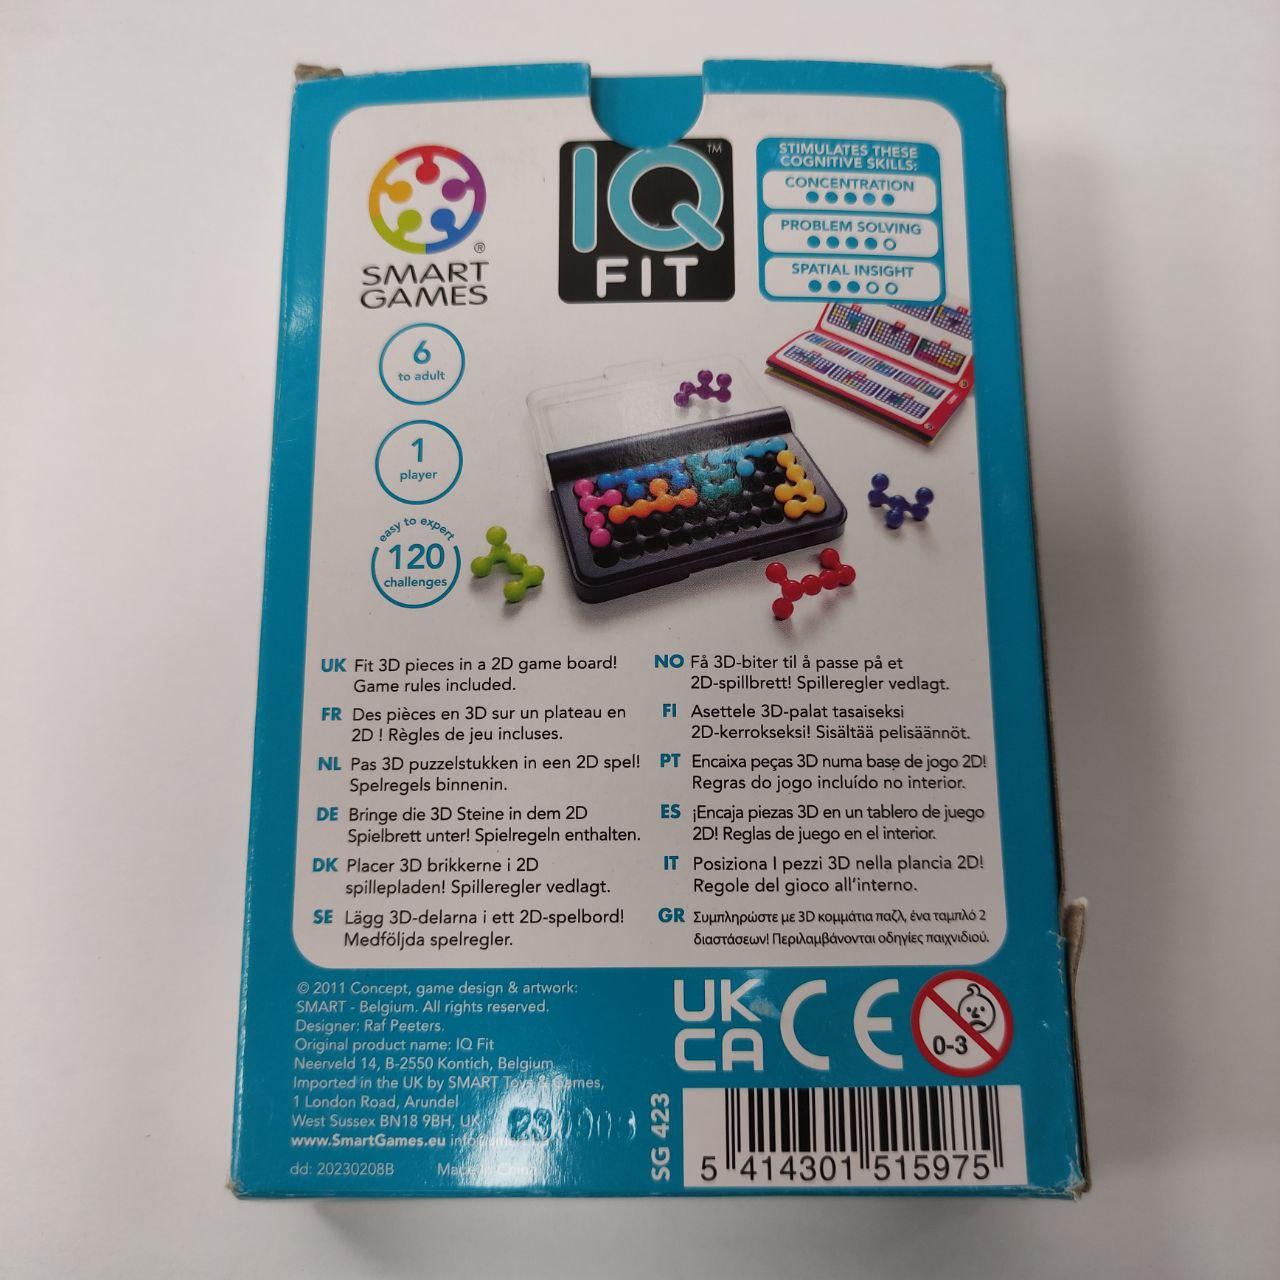 SMART
GAMES
®
IQ
™
FIT
STIMULATES THESE
COGNITIVE SKILLS:
CONCENTRATION
PROBLEM SOLVING
SPATIAL INSIGHT
6
to adult
1
player
easy to expert
120
challenges
UK Fit 3D pieces in a 2D game board!
Game rules included.
FR Des pièces en 3D sur un plateau en
2D ! Règles de jeu incluses.
NL Pas 3D puzzelstukken in een 2D spel!
Spelregels binnenin.
DE Bringe die 3D Steine in dem 2D
Spielbrett unter! Spielregeln enthalten.
DK Placer 3D brikkerne i 2D
spillepladen! Spilleregler vedlagt.
SE Lägg 3D-delarna i ett 2D-spelbord!
Medföljda spelregler.
NO Få 3D-biter til å passe på et
2D-spillbrett! Spilleregler vedlagt.
FI Asettele 3D-palat tasaiseksi
2D-kerrokseksi! Sisältää pelisäännöt.
PT Encaixa peças 3D numa base de jogo 2D!
Regras do jogo incluído no interior.
ES ¡Encaja piezas 3D en un tablero de juego
2D! Reglas de juego en el interior.
IT Posiziona I pezzi 3D nella plancia 2D!
Regole del gioco all'interno.
GR Συμπληρώστε με 3D κομμάτια παζλ, ένα ταμπλό 2
διαστάσεων! Περιλαμβάνονται οδηγίες παιχνιδιού.
© 2011 Concept, game design & artwork:
SMART - Belgium. All rights reserved.
Designer: Raf Peeters.
Original product name: IQ Fit
Neerveld 14, B-2550 Kontich, Belgium
Imported in the UK by SMART Toys & Games,
1 London Road, Arundel
West Sussex BN18 9BH, UK
www.SmartGames.eu
dd: 20230208B Made in China
UK
CA CE
0-3
SG 423
5 414301 515975